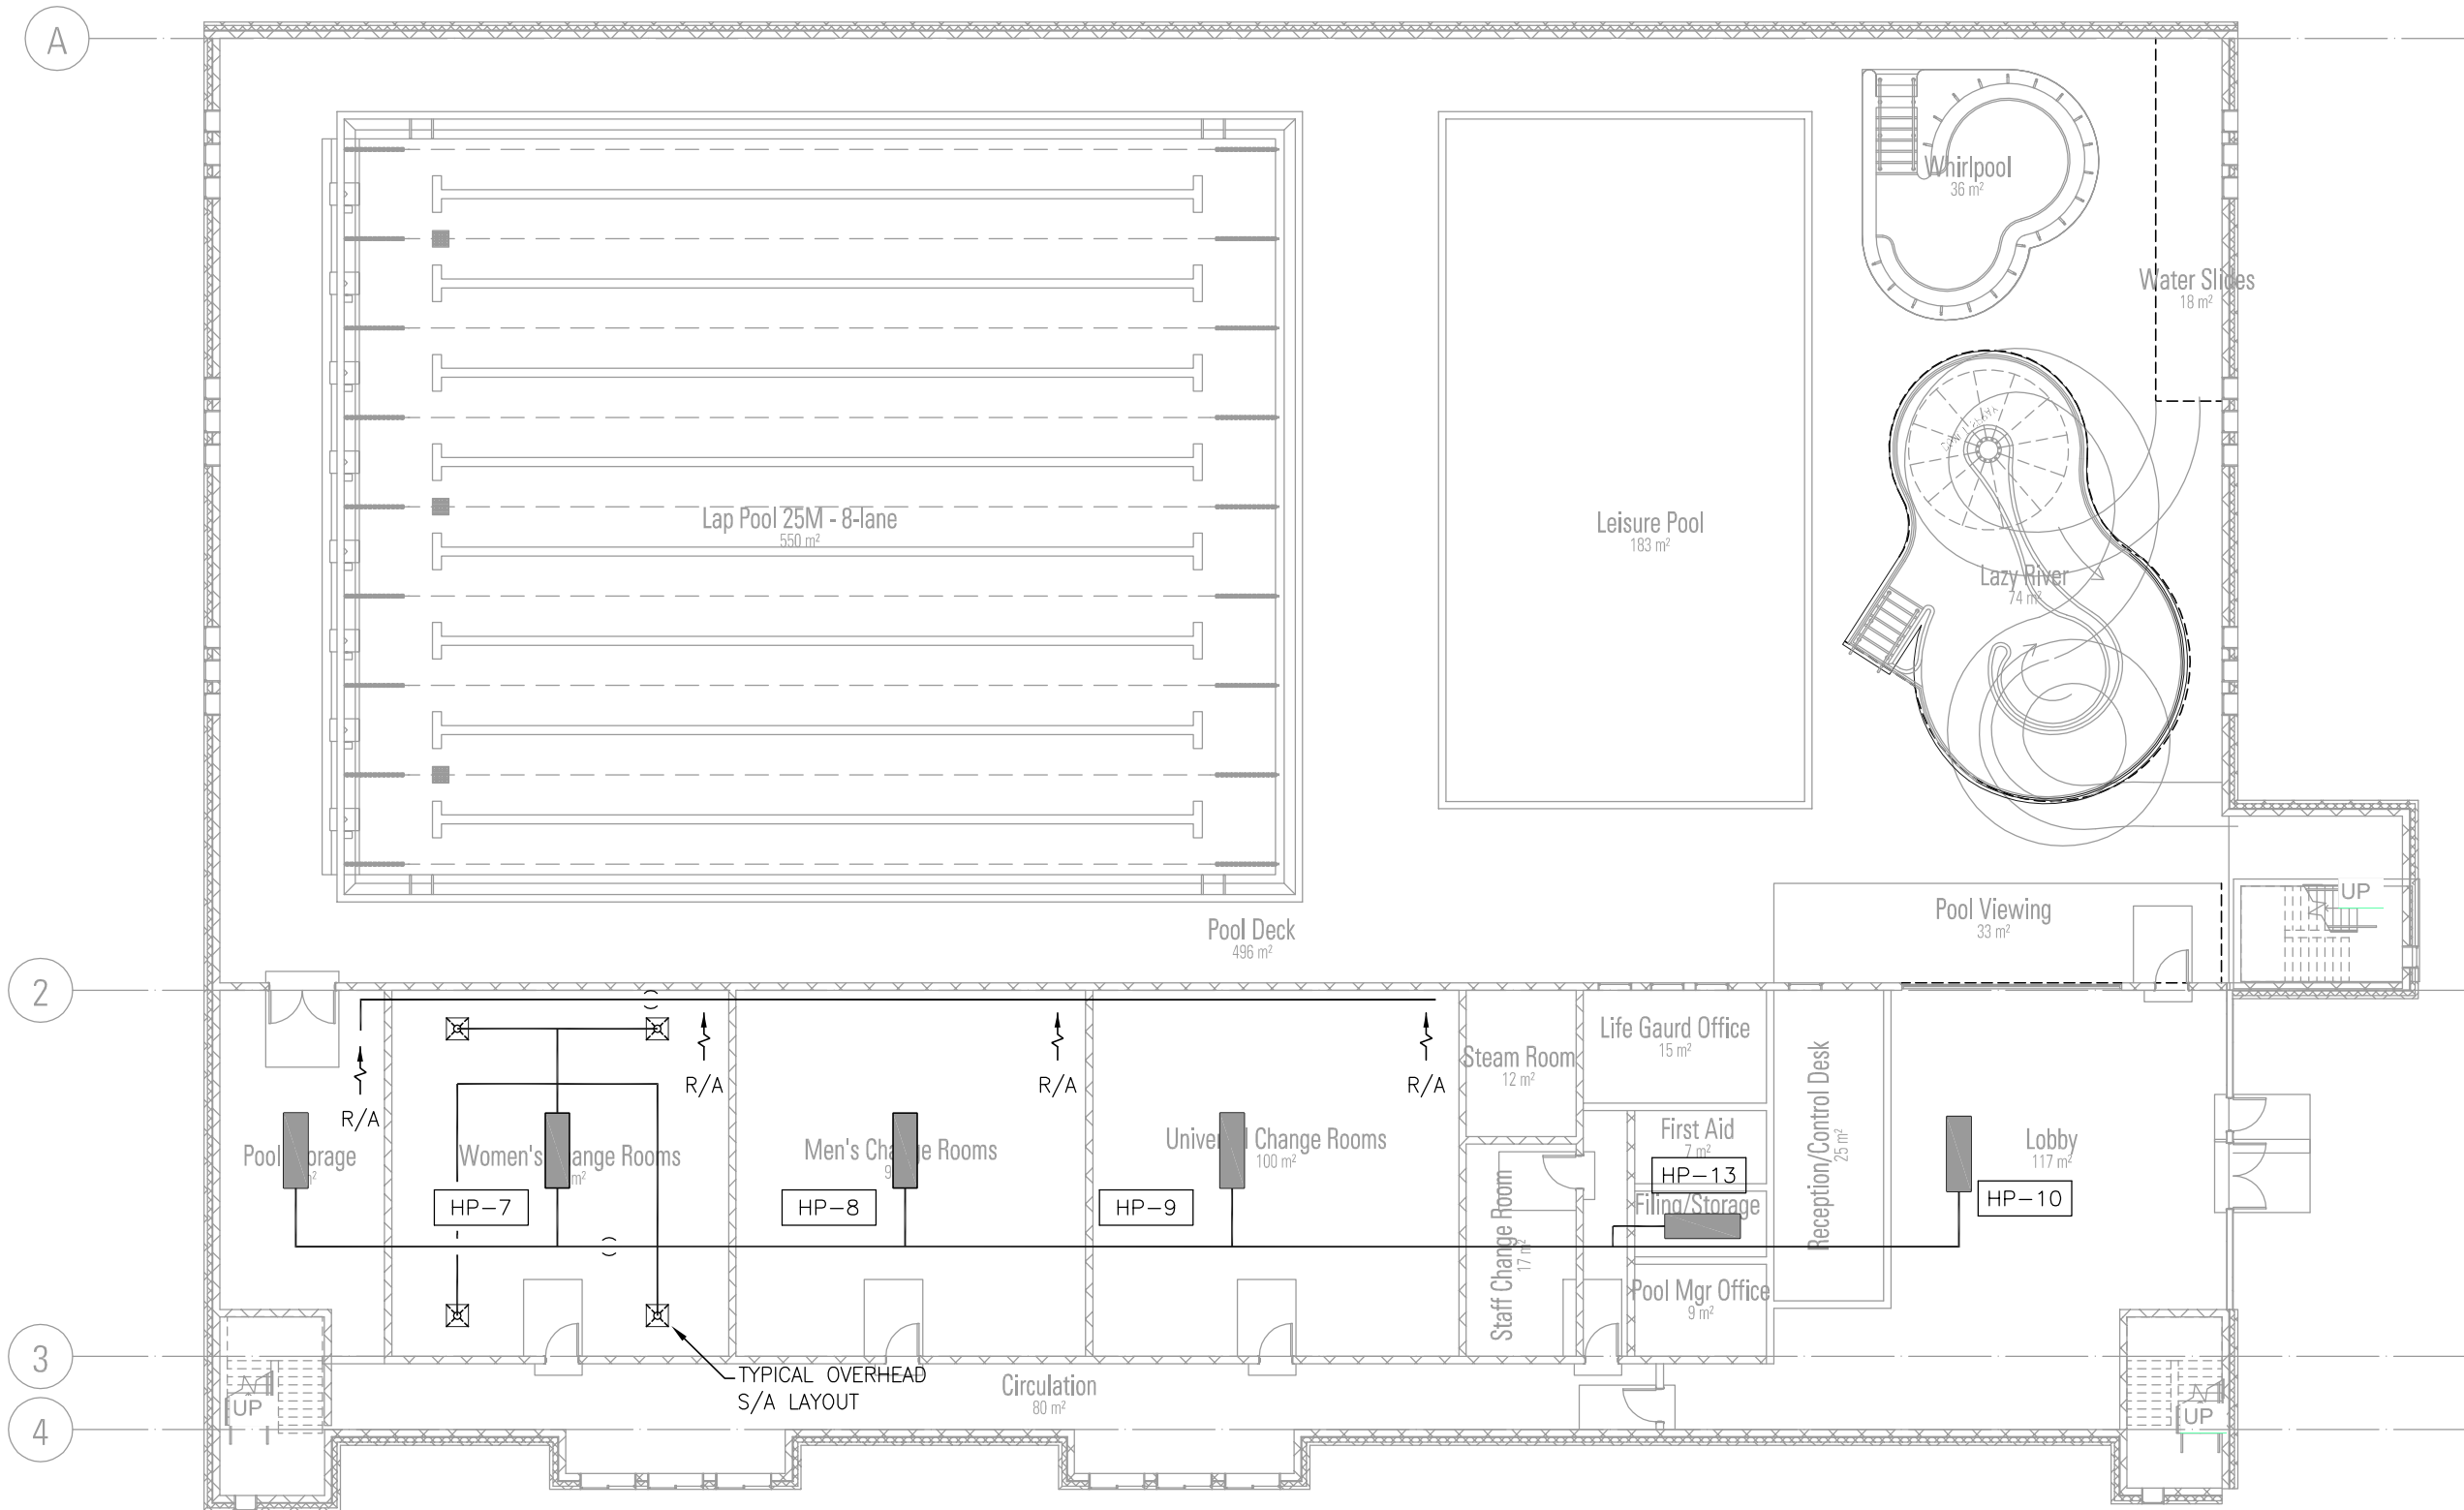 A
Whirlpool
36 m²
Water Slides
18 m²
Lap Pool 25M - 8-lane
550 m²
Leisure Pool
183 m²
Lazy River
74 m²
UP
Pool Viewing
33 m²
Pool Deck
496 m²
2
Life Gaurd Office
15 m²
Steam Room
12 m²
R/A
R/A
R/A
R/A
First Aid
7 m²
HP-13
Filing/Storage
Reception/Control Desk
25 m²
Lobby
117 m²
HP-10
Pool
Women's
Change Rooms
HP-7
Men's Change Rooms
HP-8
Change Rooms
100 m²
HP-9
Staff Change Room
17 m²
Pool Mgr Office
9 m²
3
TYPICAL OVERHEAD
S/A LAYOUT
Circulation
80 m²
UP
UP
4